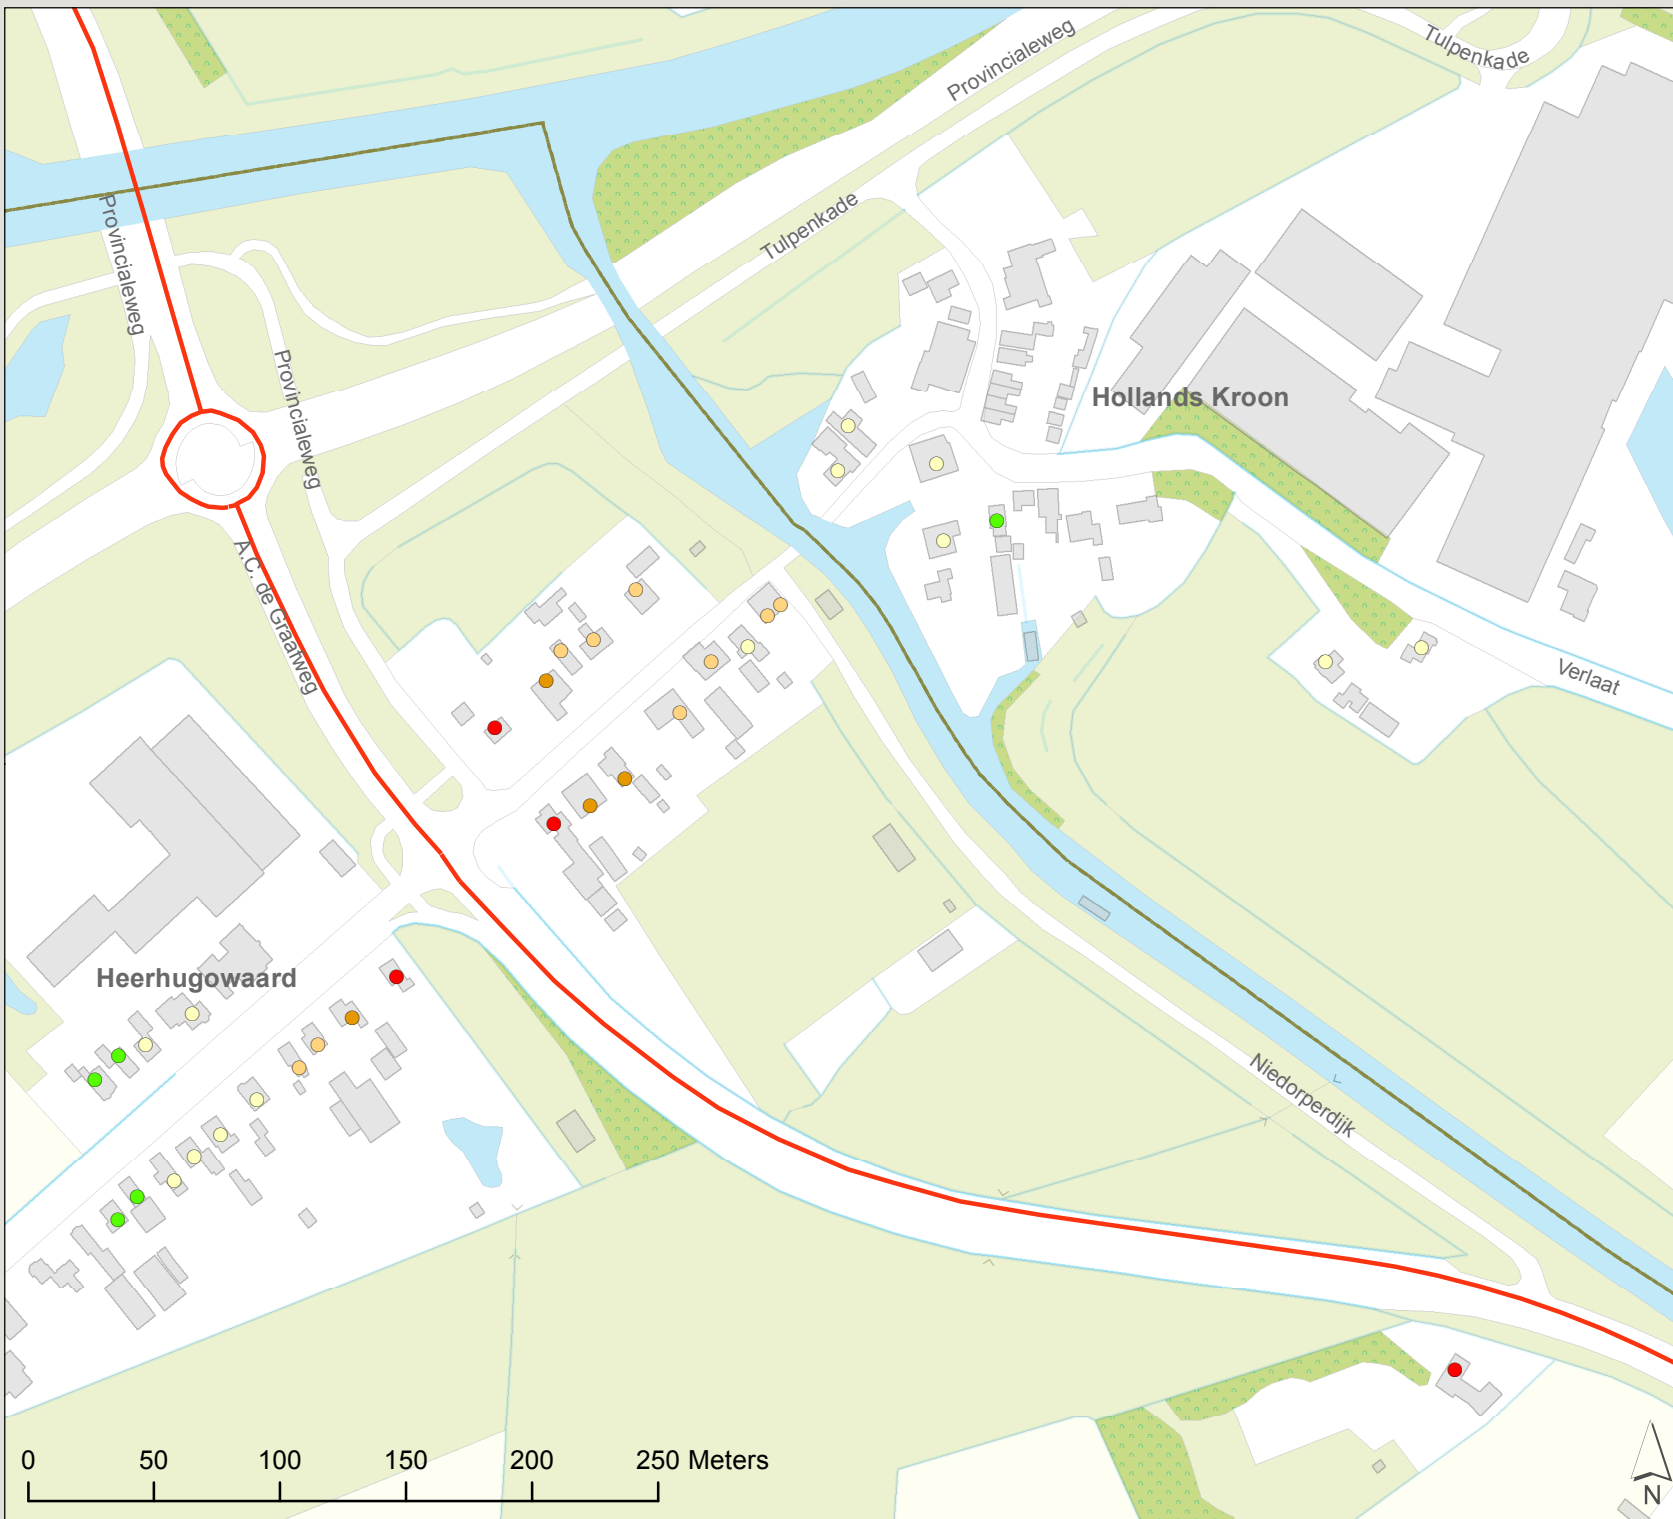 Provincialeweg
Tulpenkade
Tulpenkade
Provincialeweg
Provincialeweg
Hollands Kroon
A.C. de Graafweg
Verlaat
Heerhugowaard
Niedorperdijk
0 50 100 150 200 250 Meters
N